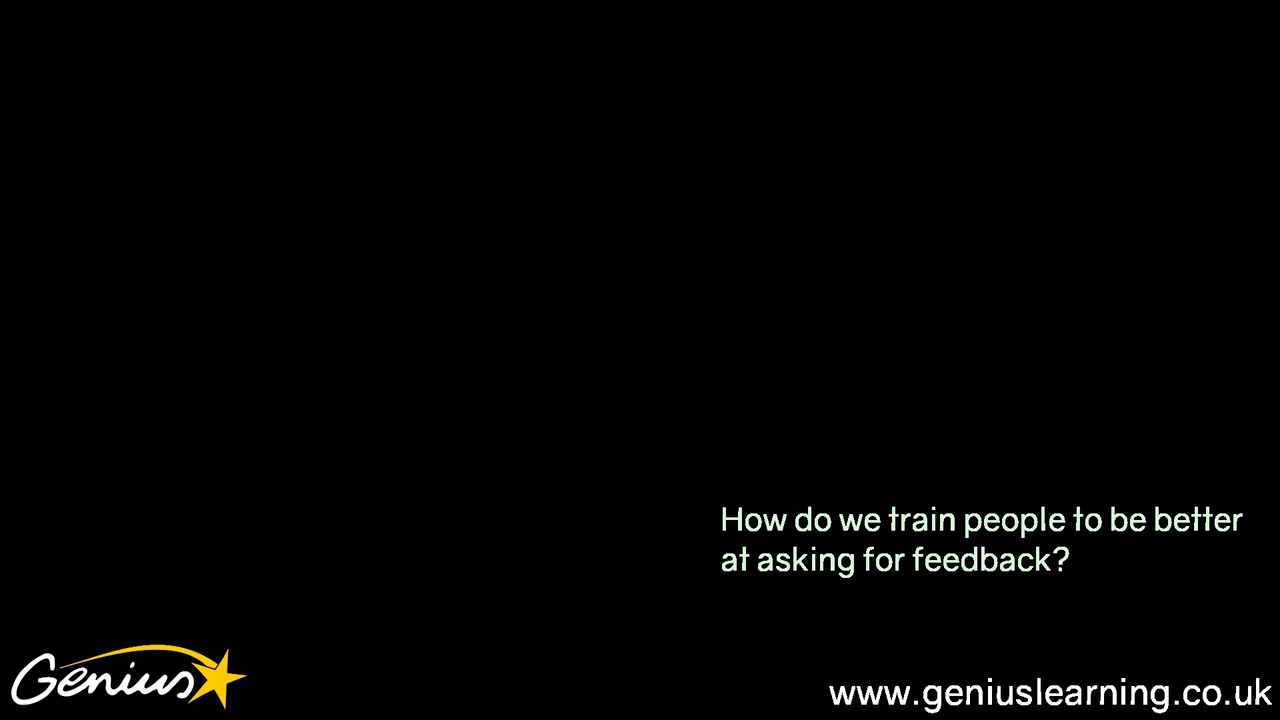 How do we train people to be better
at asking for feedback?
Genius
www.geniuslearning.co.uk